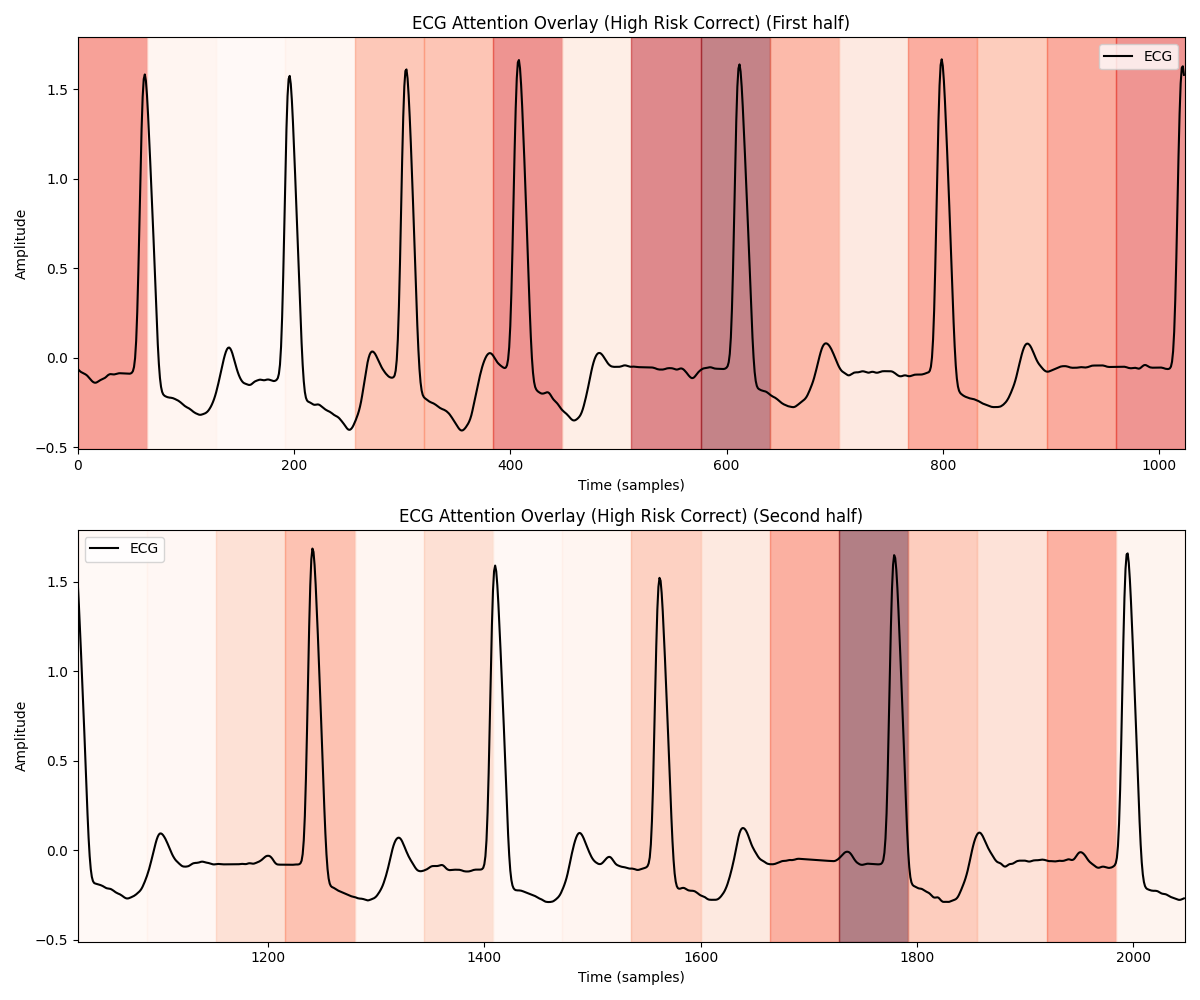 ECG Attention Overlay (High Risk Correct) (First half)
ECG
1.5
1.0
0.5
0.0
−0.5
Amplitude
0 200 400 600 800 1000
Time (samples)
ECG Attention Overlay (High Risk Correct) (Second half)
ECG
1.5
1.0
0.5
0.0
−0.5
Amplitude
1200 1400 1600 1800 2000
Time (samples)